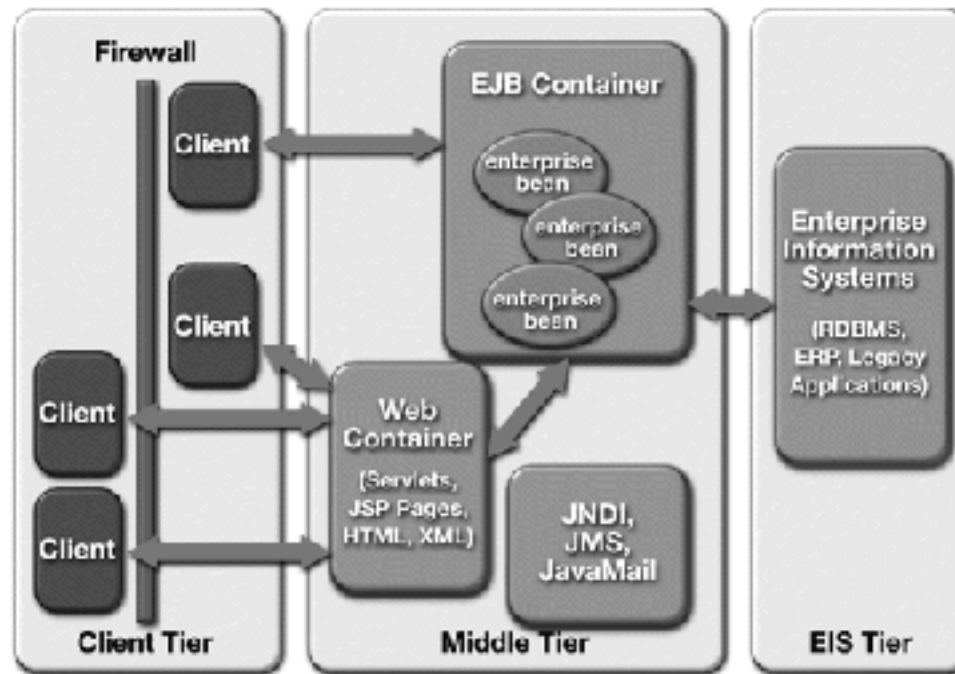 Firewall
Client
Client
Client
Client
Client Tier
EJB Container
enterprise
bean
enterprise
bean
enterprise
bean
Web
Container
(Servlets,
JSP Pages,
HTML, XML)
JNDI,
JMS,
JavaMail
Middle Tier
Enterprise
Information
Systems
(RDBMS,
ERP, Legacy
Applications)
EIS Tier